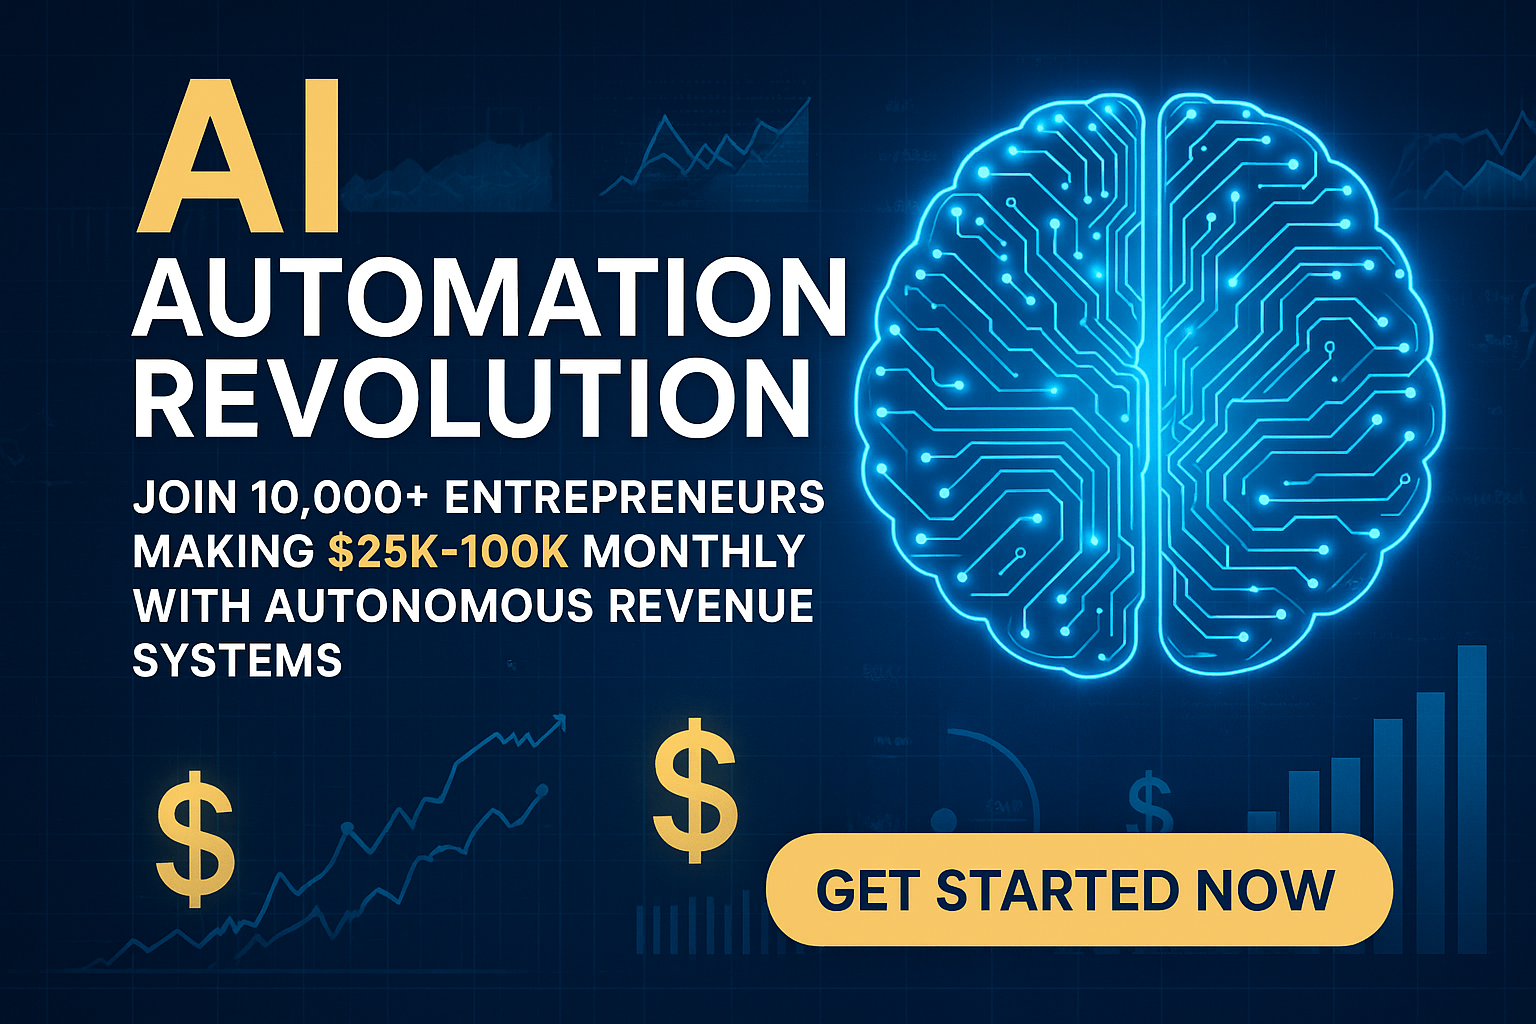 AI
AUTOMATION
REVOLUTION
JOIN 10,000+ ENTREPRENEURS
MAKING $25K-100K MONTHLY
WITH AUTONOMOUS REVENUE
SYSTEMS
$
$
$
GET STARTED NOW